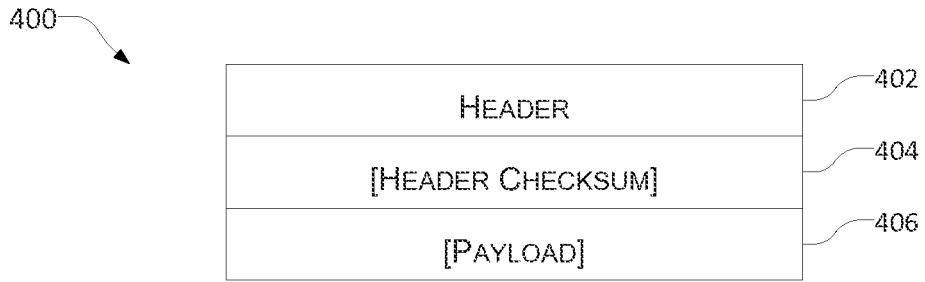 400
402
HEADER
404
[HEADER CHECKSUM]
406
[PAYLOAD]